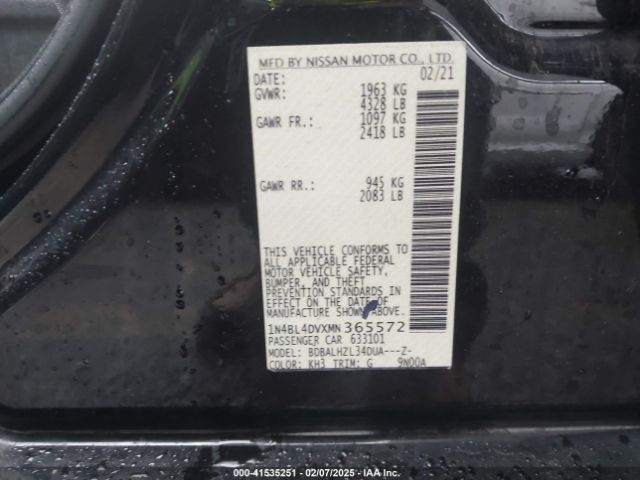 MFD BY NISSAN MOTOR CO., LTD.
DATE: 02/21
GVWR: 1963 KG
4328 LB
GAWR FR.: 1097 KG
2418 LB
GAWR RR.: 945 KG
2083 LB
THIS VEHICLE CONFORMS TO
ALL APPLICABLE FEDERAL
MOTOR VEHICLE SAFETY,
BUMPER, AND THEFT
PREVENTION STANDARDS IN
EFFECT ON THE DATE OF
MANUFACTURE SHOWN ABOVE.
1N4BL4DVXMN365572
PASSENGER CAR 633101
MODEL: BDBALHZL34DUA---Z-
COLOR: KH3 TRIM: G 9N00A
000-41535251 - 02/07/2025 - IAA Inc.